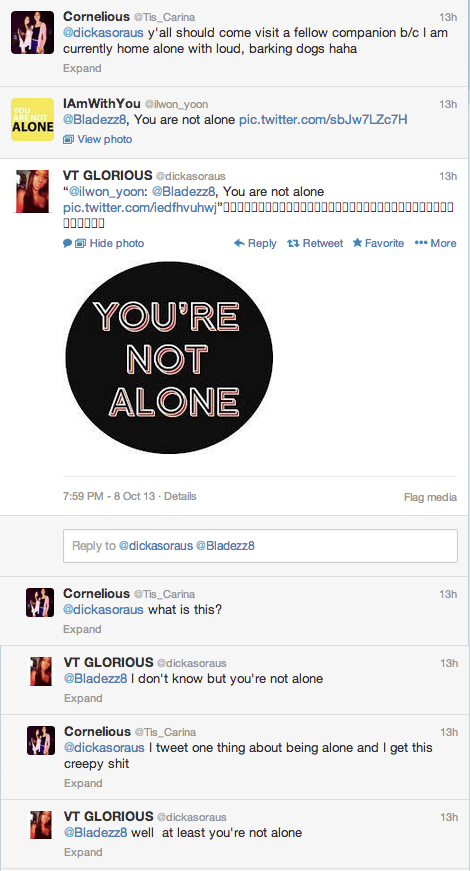 Cornelious @Tis_Carina 13h
@dickasoraus y'all should come visit a fellow companion b/c I am
currently home alone with loud, barking dogs haha
Expand
YOU
ARE NOT
ALONE
IAmWithYou @ilwon_yoon 13h
@Bladezz8, You are not alone pic.twitter.com/sbJw7LZc7H
View photo
VT GLORIOUS @dickasoraus 13h
“@ilwon_yoon: @Bladezz8, You are not alone
pic.twitter.com/iedfhvuhwj”
Hide photo Reply Retweet Favorite More
YOU'RE
NOT
ALONE
7:59 PM - 8 Oct 13 · Details Flag media
Reply to @dickasoraus @Bladezz8
Cornelious @Tis_Carina 13h
@dickasoraus what is this?
Expand
VT GLORIOUS @dickasoraus 13h
@Bladezz8 I don't know but you're not alone
Expand
Cornelious @Tis_Carina 13h
@dickasoraus I tweet one thing about being alone and I get this
creepy shit
Expand
VT GLORIOUS @dickasoraus 13h
@Bladezz8 well at least you're not alone
Expand